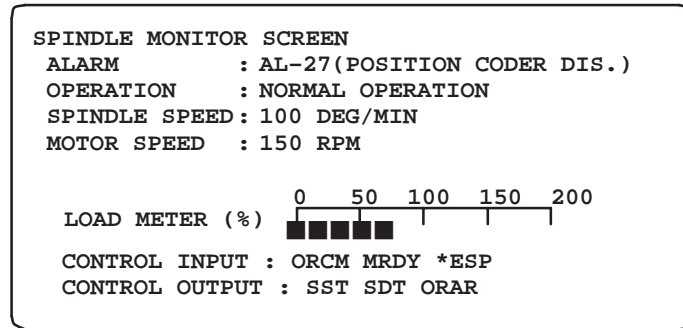 SPINDLE MONITOR SCREEN
ALARM : AL-27(POSITION CODER DIS.)
OPERATION : NORMAL OPERATION
SPINDLE SPEED: 100 DEG/MIN
MOTOR SPEED : 150 RPM
0 50 100 150 200
LOAD METER (%)
CONTROL INPUT : ORCM MRDY *ESP
CONTROL OUTPUT : SST SDT ORAR